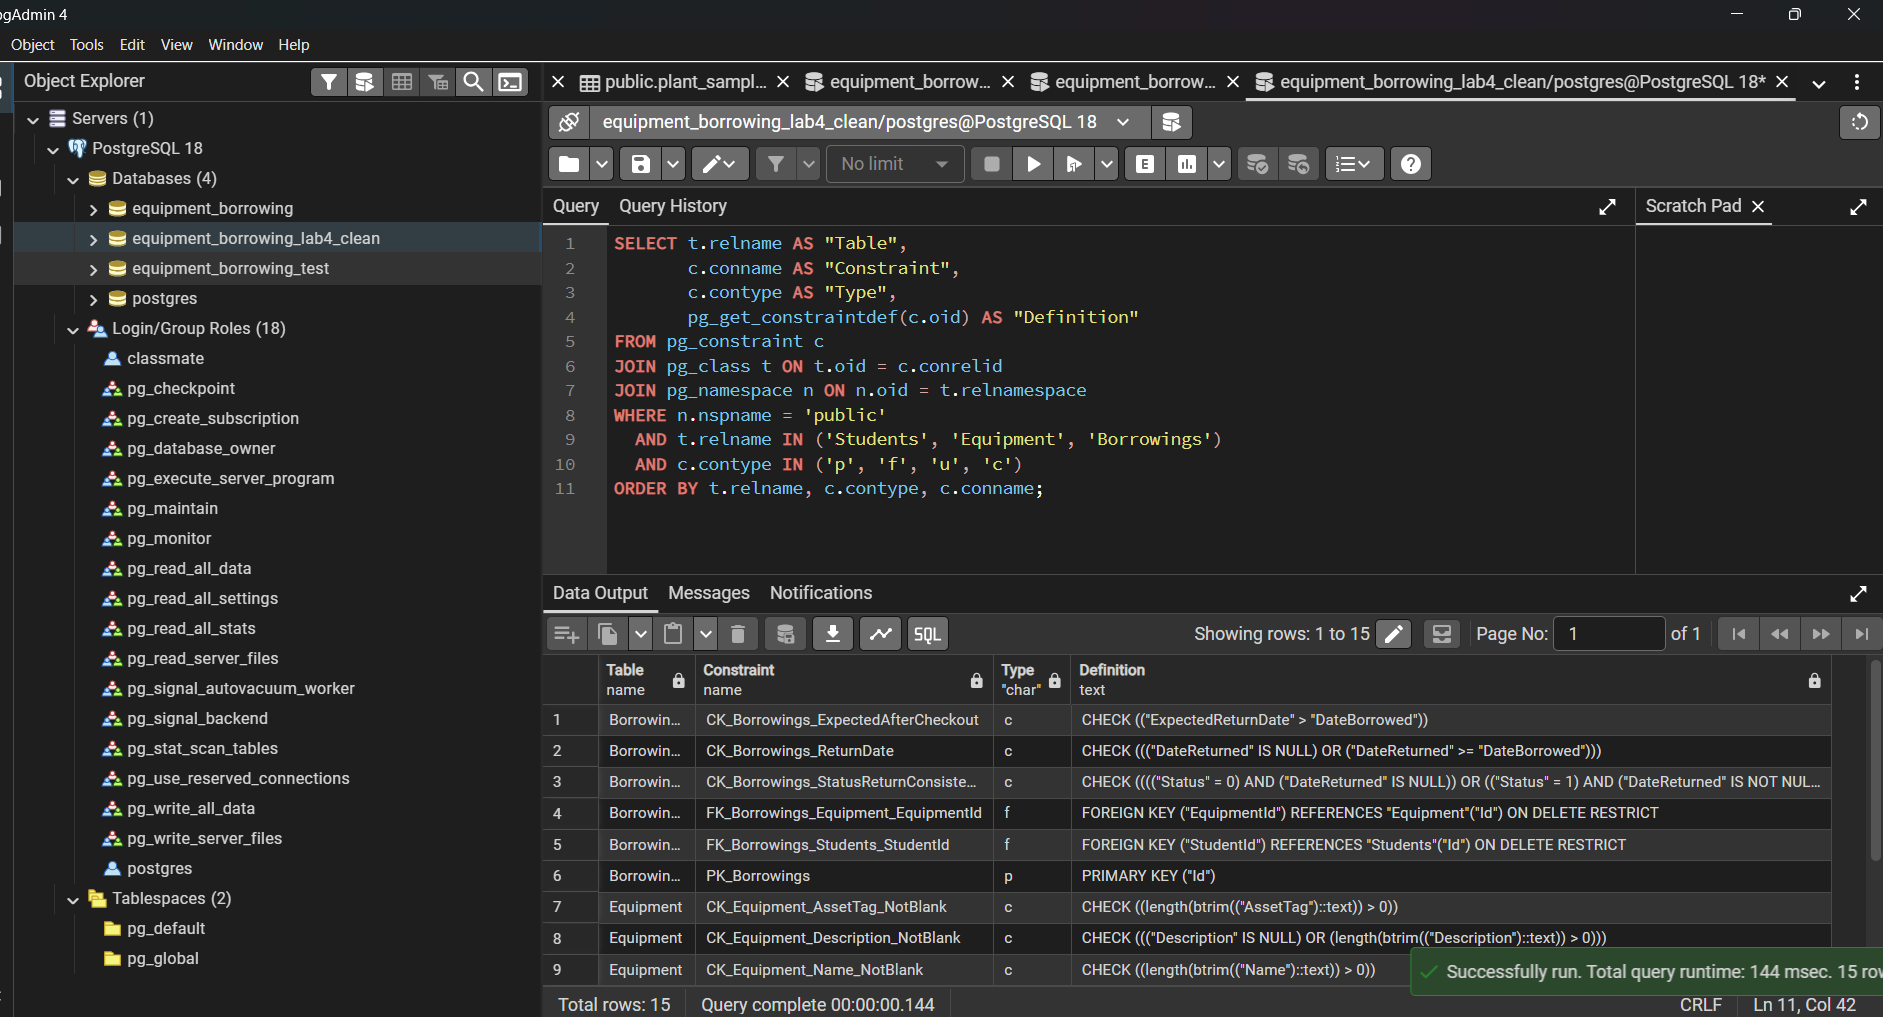 pgAdmin 4
Object Tools Edit View Window Help
Object Explorer
Servers (1)
PostgreSQL 18
Databases (4)
equipment_borrowing
equipment_borrowing_lab4_clean
equipment_borrowing_test
postgres
Login/Group Roles (18)
classmate
pg_checkpoint
pg_create_subscription
pg_database_owner
pg_execute_server_program
pg_maintain
pg_monitor
pg_read_all_data
pg_read_all_settings
pg_read_all_stats
pg_read_server_files
pg_signal_autovacuum_worker
pg_signal_backend
pg_stat_scan_tables
pg_use_reserved_connections
pg_write_all_data
pg_write_server_files
postgres
Tablespaces (2)
pg_default
pg_global
public.plant_sampl... equipment_borrow... equipment_borrow... equipment_borrowing_lab4_clean/postgres@PostgreSQL 18*
equipment_borrowing_lab4_clean/postgres@PostgreSQL 18
No limit
E
Query Query History
Scratch Pad
1 SELECT t.relname AS "Table",
2 c.conname AS "Constraint",
3 c.contype AS "Type",
4 pg_get_constraintdef(c.oid) AS "Definition"
5 FROM pg_constraint c
6 JOIN pg_class t ON t.oid = c.conrelid
7 JOIN pg_namespace n ON n.oid = t.relnamespace
8 WHERE n.nspname = 'public'
9 AND t.relname IN ('Students', 'Equipment', 'Borrowings')
10 AND c.contype IN ('p', 'f', 'u', 'c')
11 ORDER BY t.relname, c.contype, c.conname;
Data Output Messages Notifications
SQL
Showing rows: 1 to 15
Page No: 1 of 1
Table Constraint Type Definition
name name "char" text
1 Borrowin... CK_Borrowings_ExpectedAfterCheckout c CHECK (("ExpectedReturnDate" > "DateBorrowed"))
2 Borrowin... CK_Borrowings_ReturnDate c CHECK ((("DateReturned" IS NULL) OR ("DateReturned" >= "DateBorrowed")))
3 Borrowin... CK_Borrowings_StatusReturnConsiste... c CHECK (((("Status" = 0) AND ("DateReturned" IS NULL)) OR (("Status" = 1) AND ("DateReturned" IS NOT NUL...
4 Borrowin... FK_Borrowings_Equipment_EquipmentId f FOREIGN KEY ("EquipmentId") REFERENCES "Equipment"("Id") ON DELETE RESTRICT
5 Borrowin... FK_Borrowings_Students_StudentId f FOREIGN KEY ("StudentId") REFERENCES "Students"("Id") ON DELETE RESTRICT
6 Borrowin... PK_Borrowings p PRIMARY KEY ("Id")
7 Equipment CK_Equipment_AssetTag_NotBlank c CHECK ((length(btrim(("AssetTag")::text)) > 0))
8 Equipment CK_Equipment_Description_NotBlank c CHECK ((("Description" IS NULL) OR (length(btrim(("Description")::text)) > 0)))
9 Equipment CK_Equipment_Name_NotBlank c CHECK ((length(btrim(("Name")::text)) > 0))
Successfully run. Total query runtime: 144 msec. 15 row
Total rows: 15 Query complete 00:00:00.144
CRLF Ln 11, Col 42